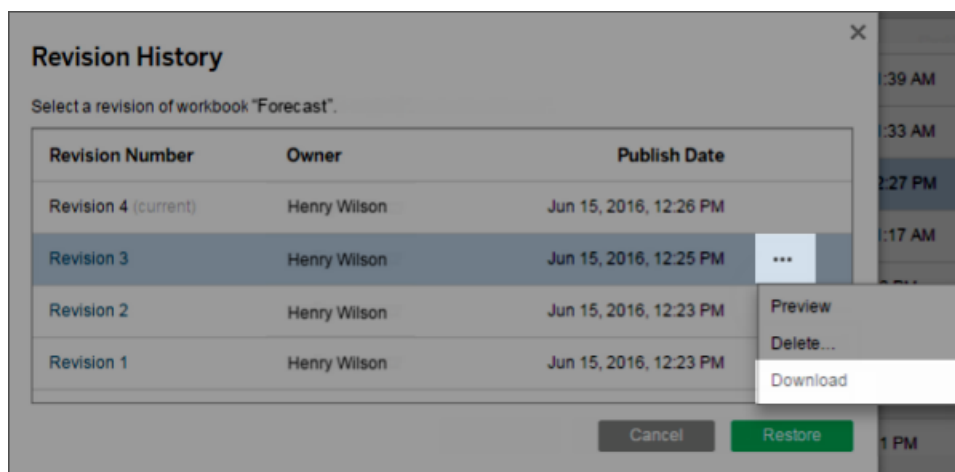 Revision History
Select a revision of workbook "Forecast".
Revision Number Owner Publish Date
Revision 4 (current) Henry Wilson Jun 15, 2016, 12:26 PM
Revision 3 Henry Wilson Jun 15, 2016, 12:25 PM ...
Revision 2 Henry Wilson Jun 15, 2016, 12:23 PM
Revision 1 Henry Wilson Jun 15, 2016, 12:23 PM
Preview
Delete...
Download
Cancel Restore
:39 AM
:33 AM
2:27 PM
:17 AM
1 PM